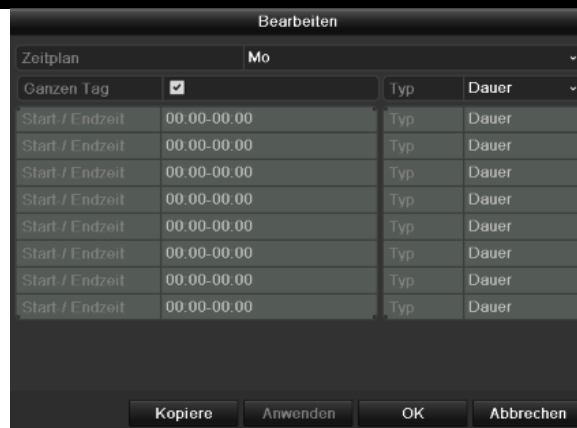 Bearbeiten
Zeitplan Mo
Ganzen Tag Typ Dauer
Start-/ Endzeit 00:00-00:00 Typ Dauer
Start-/ Endzeit 00:00-00:00 Typ Dauer
Start-/ Endzeit 00:00-00:00 Typ Dauer
Start-/ Endzeit 00:00-00:00 Typ Dauer
Start-/ Endzeit 00:00-00:00 Typ Dauer
Start-/ Endzeit 00:00-00:00 Typ Dauer
Start-/ Endzeit 00:00-00:00 Typ Dauer
Start-/ Endzeit 00:00-00:00 Typ Dauer
Kopiere Anwenden OK Abbrechen